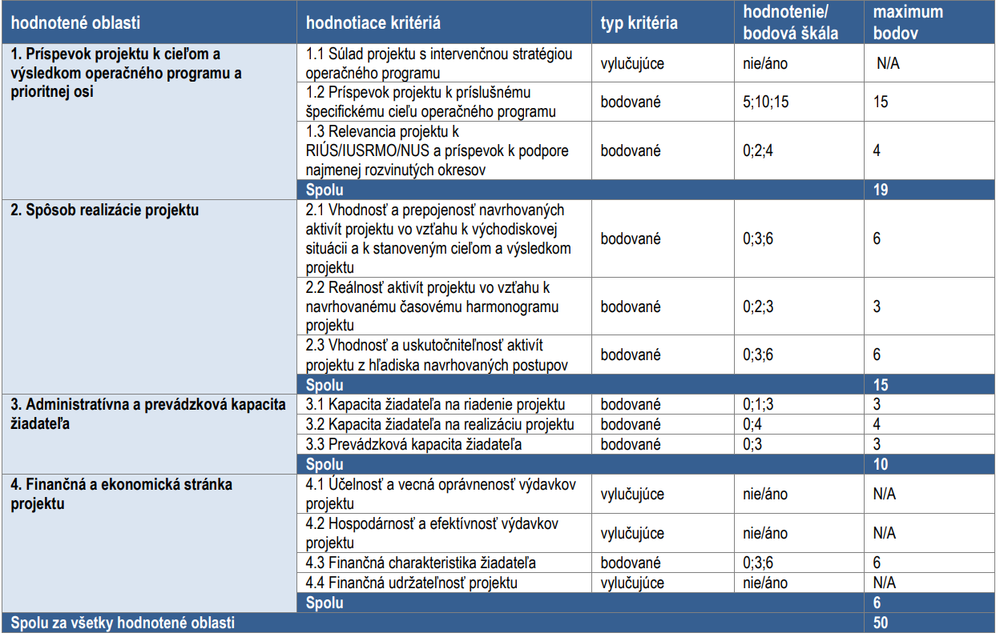 hodnotené oblasti
hodnotiace kritériá
typ kritéria
hodnotenie/
bodová škála
maximum
bodov
1. Príspevok projektu k cieľom a
výsledkom operačného programu a
prioritnej osi
1.1 Súlad projektu s intervenčnou stratégiou
operačného programu
vylučujúce
nie/áno
N/A
1.2 Príspevok projektu k príslušnému
špecifickému cieľu operačného programu
bodované
5;10;15
15
1.3 Relevancia projektu k
RIÚS/IUSRMO/NUS a príspevok k podpore
najmenej rozvinutých okresov
bodované
0;2;4
4
Spolu
19
2. Spôsob realizácie projektu
2.1 Vhodnosť a prepojenosť navrhovaných
aktivít projektu vo vzťahu k východiskovej
situácii a k stanoveným cieľom a výsledkom
projektu
bodované
0;3;6
6
2.2 Reálnosť aktivít projektu vo vzťahu k
navrhovanému časovému harmonogramu
projektu
bodované
0;2;3
3
2.3 Vhodnosť a uskutočniteľnosť aktivít
projektu z hľadiska navrhovaných postupov
bodované
0;3;6
6
Spolu
15
3. Administratívna a prevádzková kapacita
žiadateľa
3.1 Kapacita žiadateľa na riadenie projektu
bodované
0;1;3
3
3.2 Kapacita žiadateľa na realizáciu projektu
bodované
0;4
4
3.3 Prevádzková kapacita žiadateľa
bodované
0;3
3
Spolu
10
4. Finančná a ekonomická stránka
projektu
4.1 Účelnosť a vecná oprávnenosť výdavkov
projektu
vylučujúce
nie/áno
N/A
4.2 Hospodárnosť a efektívnosť výdavkov
projektu
vylučujúce
nie/áno
N/A
4.3 Finančná charakteristika žiadateľa
bodované
0;3;6
6
4.4 Finančná udržateľnosť projektu
vylučujúce
nie/áno
N/A
Spolu
6
Spolu za všetky hodnotené oblasti
50